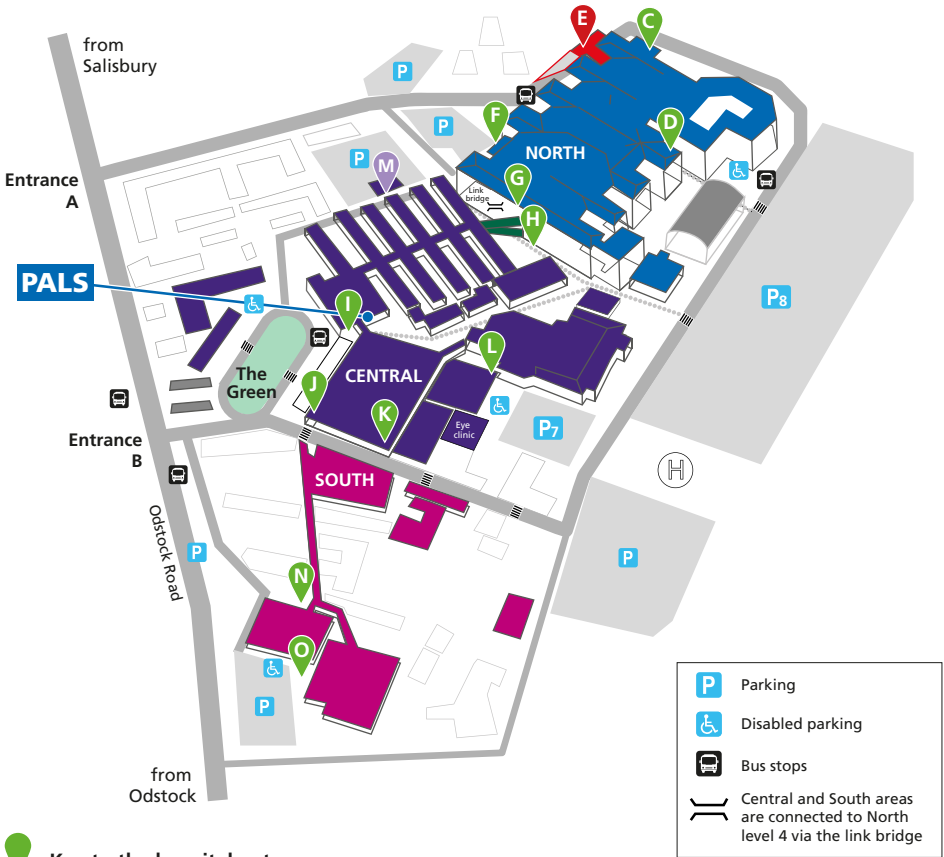 from
Salisbury
E
C
P
P
F
D
NORTH
P
M
G
Link
bridge
H
Entrance
A
PALS
P8
I
The
Green
CENTRAL
L
J
K
Eye
clinic
P7
Entrance
B
SOUTH
H
Odstock Road
P
P
N
O
P
from
Odstock
P Parking
Disabled parking
Bus stops
Central and South areas
are connected to North
level 4 via the link bridge